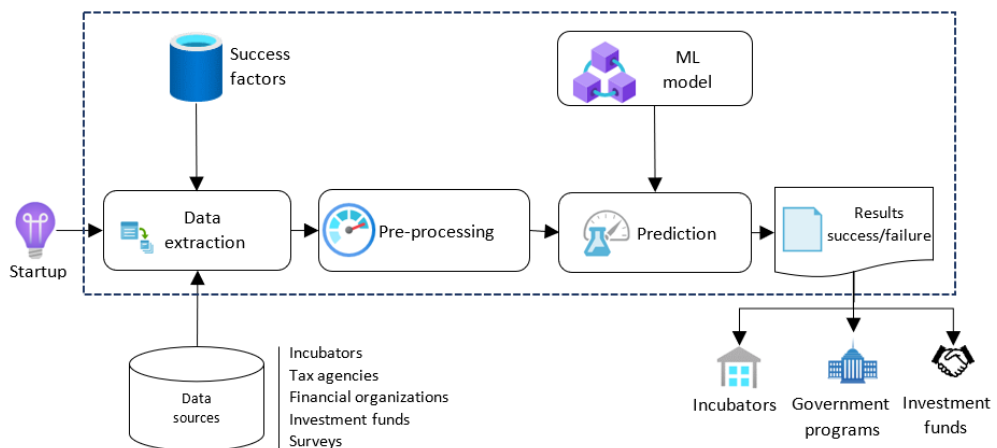 Success
factors
ML
model
Startup
Data
extraction
Pre-processing
Prediction
Results
success/failure
Data
sources
Incubators
Tax agencies
Financial organizations
Investment funds
Surveys
Incubators
Government
programs
Investment
funds